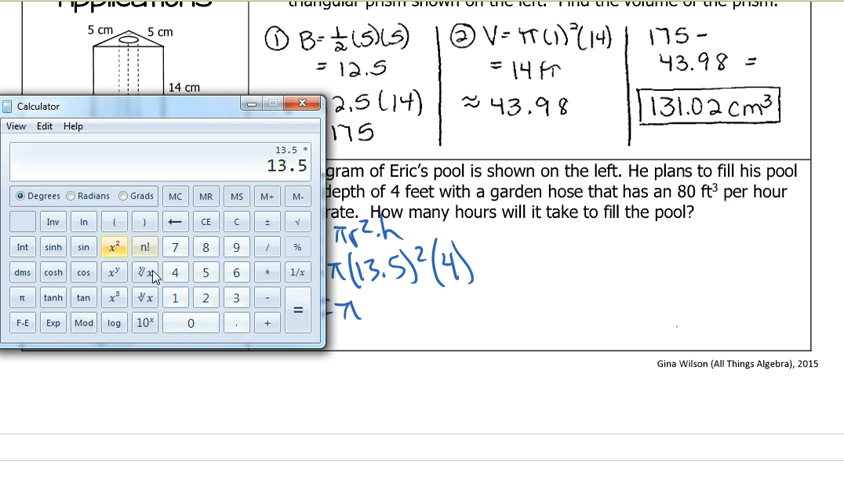 Applications
triangular prism shown on the left. Find the volume of the prism.
5 cm 5 cm
14 cm
① B = ½(5)(5)
= 12.5
2.5(14)
175
② V = π(1)²(14)
= 14π
≈ 43.98
175 -
43.98 =
131.02 cm³
Calculator
View Edit Help
13.5 *
13.5
Degrees Radians Grads MC MR MS M+ M-
Inv ln ( ) ← CE C ± √
Int sinh sin x² n! 7 8 9 / %
dms cosh cos xʸ ʸ√x 4 5 6 * 1/x
π tanh tan x³ ³√x 1 2 3 - =
F-E Exp Mod log 10ˣ 0 . +
gram of Eric's pool is shown on the left. He plans to fill his pool
depth of 4 feet with a garden hose that has an 80 ft³ per hour
rate. How many hours will it take to fill the pool?
πr²·h
π(13.5)²(4)
= π
Gina Wilson (All Things Algebra), 2015